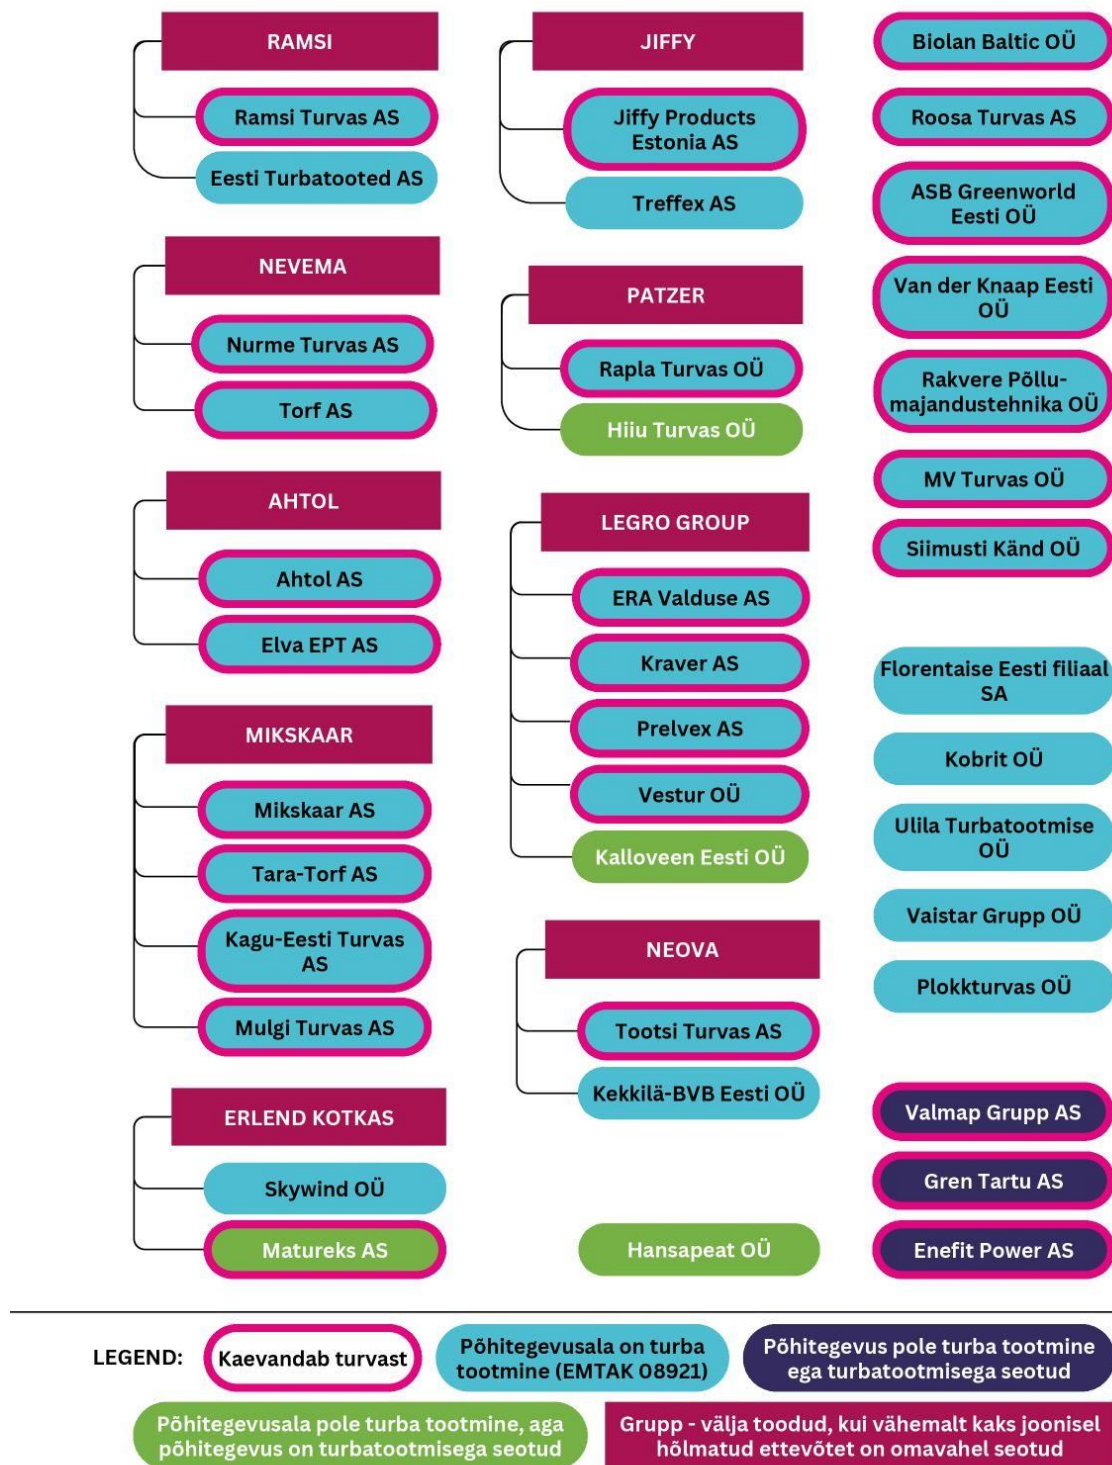 RAMSI
Ramsi Turvas AS
Eesti Turbatooted AS
NEVEMA
Nurme Turvas AS
Torf AS
AHTOL
Ahtol AS
Elva EPT AS
MIKSKAAR
Mikskaar AS
Tara-Torf AS
Kagu-Eesti Turvas
AS
Mulgi Turvas AS
ERLEND KOTKAS
Skywind OÜ
Matureks AS
JIFFY
Jiffy Products
Estonia AS
Treffex AS
PATZER
Rapla Turvas OÜ
Hiiu Turvas OÜ
LEGRO GROUP
ERA Valduse AS
Kraver AS
Prelvex AS
Vestur OÜ
Kalloveen Eesti OÜ
NEOVA
Tootsi Turvas AS
Kekkilä-BVB Eesti OÜ
Hansapeat OÜ
Biolan Baltic OÜ
Roosa Turvas AS
ASB Greenworld
Eesti OÜ
Van der Knaap Eesti
OÜ
Rakvere Põllu-
majandustehnika OÜ
MV Turvas OÜ
Siimusti Känd OÜ
Florentaise Eesti filiaal
SA
Kobrit OÜ
Ulila Turbatootmise
OÜ
Vaistar Grupp OÜ
Plokkturvas OÜ
Valmap Grupp AS
Gren Tartu AS
Enefit Power AS
LEGEND:
Kaevandab turvast
Põhitegevusala on turba
tootmine (EMTAK 08921)
Põhitegevus pole turba tootmine
ega turbatootmisega seotud
Põhitegevusala pole turba tootmine, aga
põhitegevus on turbatootmisega seotud
Grupp - välja toodud, kui vähemalt kaks joonisel
hõlmatud ettevõtet on omavahel seotud